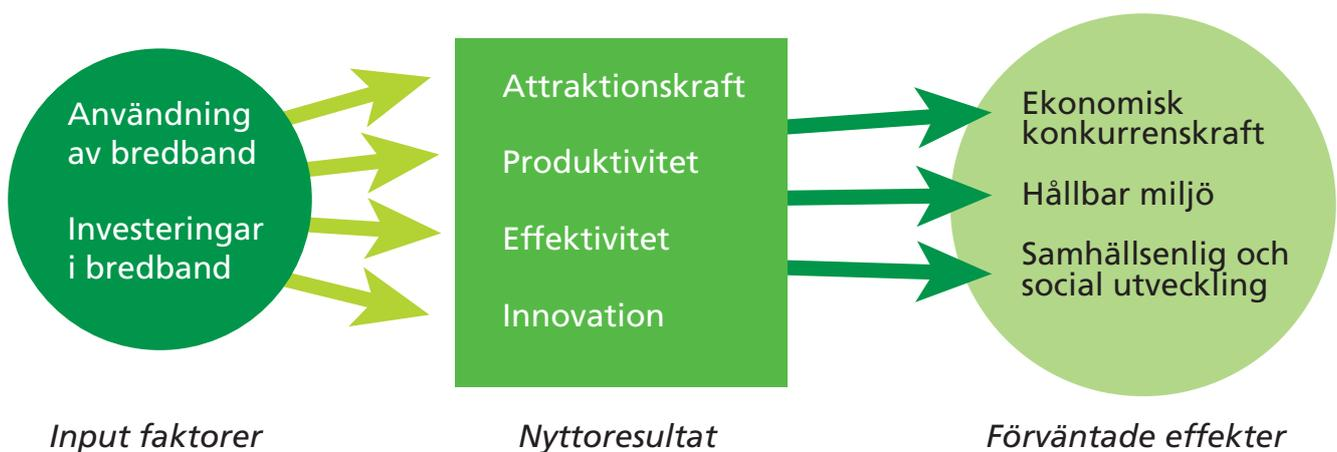 Användning
av bredband
Investeringar
i bredband
Attraktionskraft
Produktivitet
Effektivitet
Innovation
Ekonomisk
konkurrenskraft
Hållbar miljö
Samhällsenlig och
social utveckling
Input faktorer
Nyttoresultat
Förväntade effekter